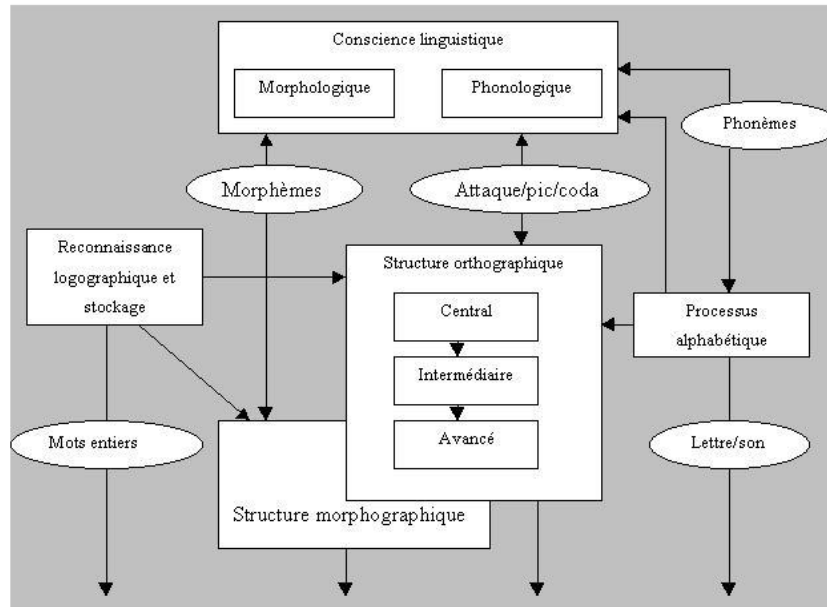 Conscience linguistique
Morphologique
Phonologique
Phonèmes
Morphèmes
Attaque/pic/coda
Reconnaissance
logographique et
stockage
Structure orthographique
Central
Intermédiaire
Avancé
Processus
alphabétique
Mots entiers
Lettre/son
Structure morphographique